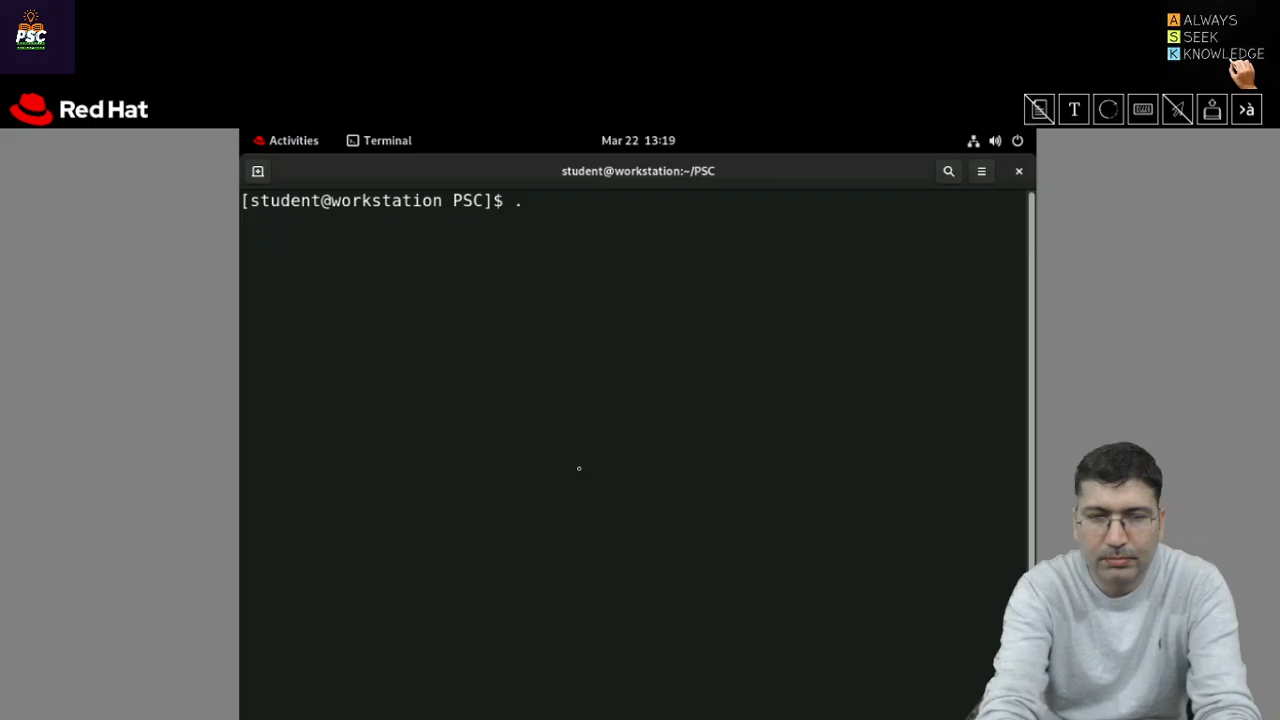 PSC
A ALWAYS
S SEEK
K KNOWLEDGE
Red Hat
T
›à
Activities
Terminal
Mar 22 13:19
student@workstation:~/PSC
[student@workstation PSC]$ .